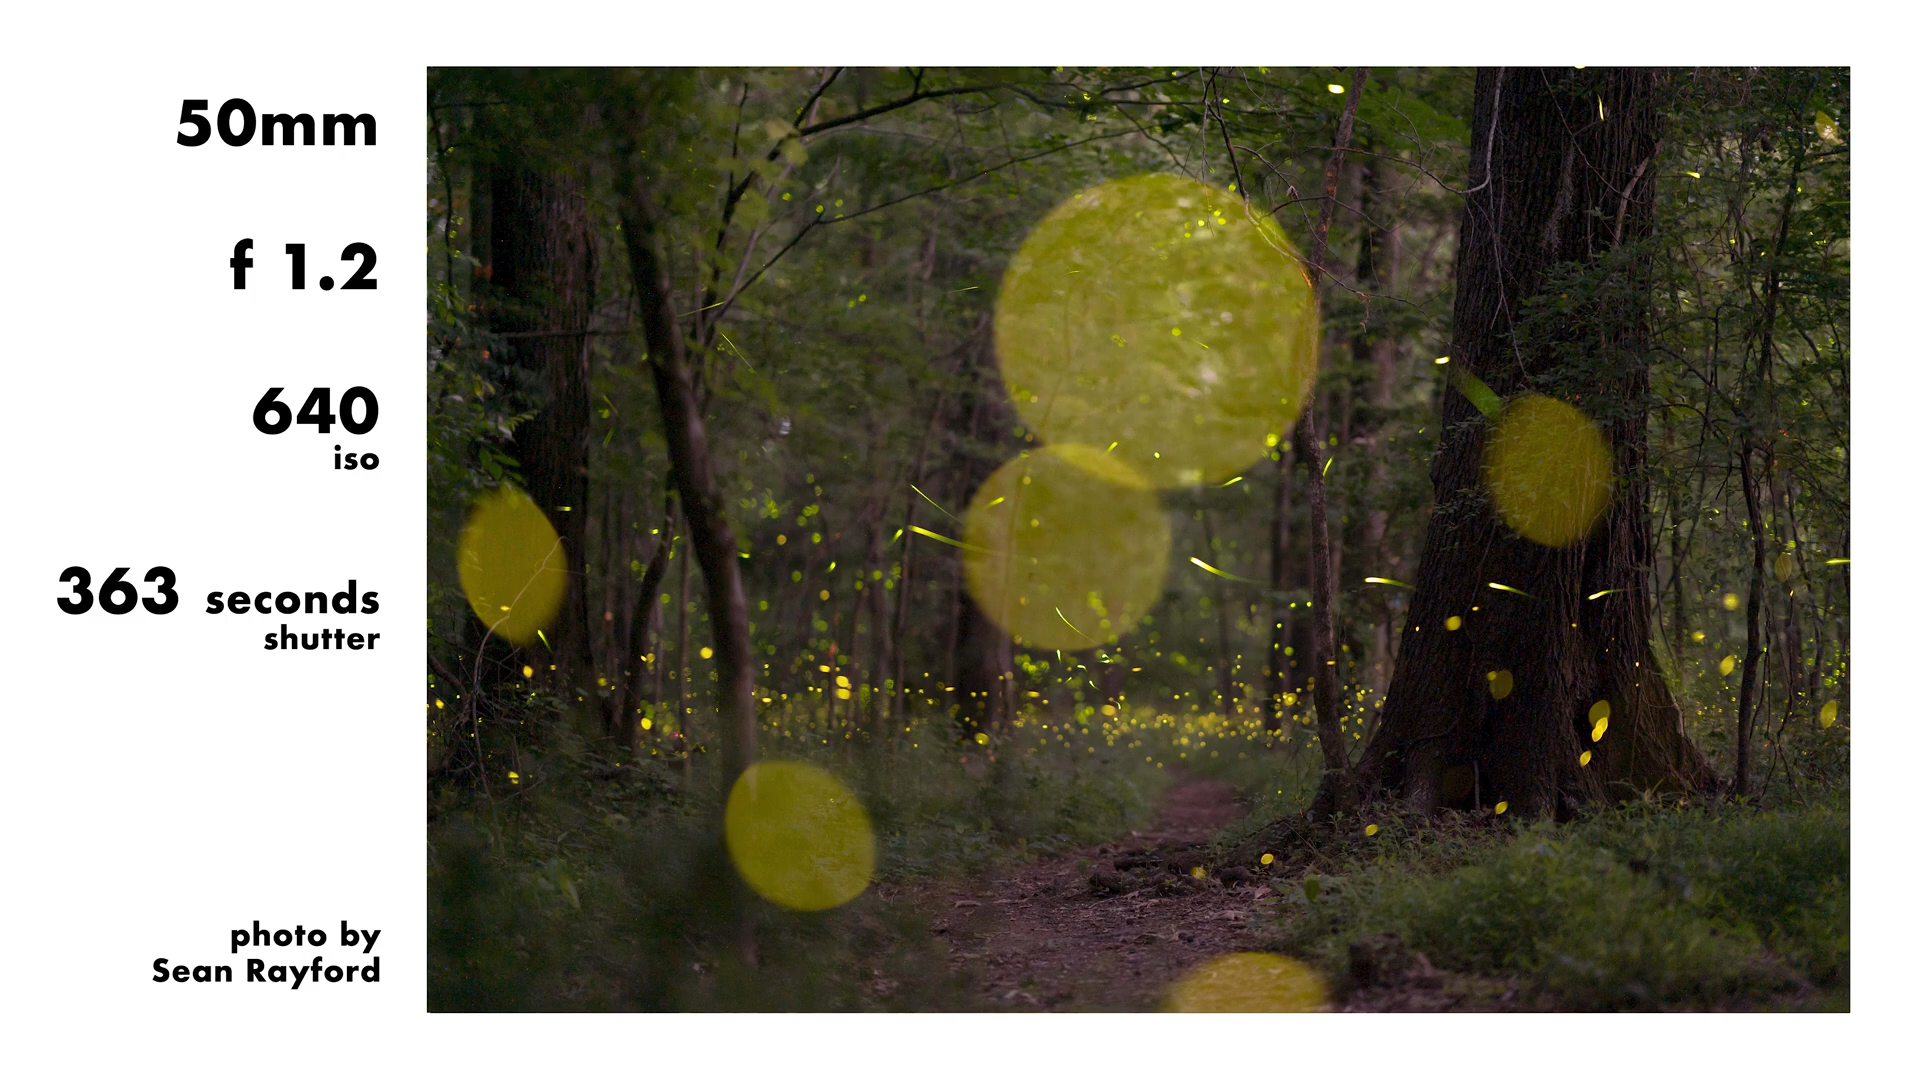 50mm
f 1.2
640
iso
363 seconds
shutter
photo by
Sean Rayford